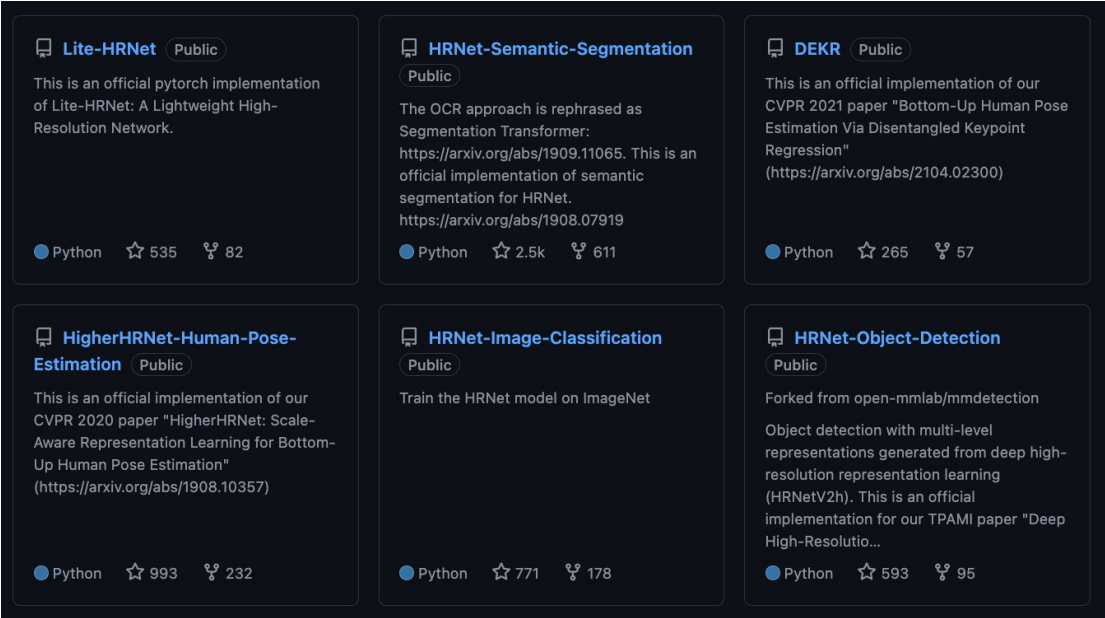 Lite-HRNet Public
This is an official pytorch implementation
of Lite-HRNet: A Lightweight High-
Resolution Network.
Python 535 82
HRNet-Semantic-Segmentation
Public
The OCR approach is rephrased as
Segmentation Transformer:
https://arxiv.org/abs/1909.11065. This is an
official implementation of semantic
segmentation for HRNet.
https://arxiv.org/abs/1908.07919
Python 2.5k 611
DEKR Public
This is an official implementation of our
CVPR 2021 paper "Bottom-Up Human Pose
Estimation Via Disentangled Keypoint
Regression"
(https://arxiv.org/abs/2104.02300)
Python 265 57
HigherHRNet-Human-Pose-
Estimation Public
This is an official implementation of our
CVPR 2020 paper "HigherHRNet: Scale-
Aware Representation Learning for Bottom-
Up Human Pose Estimation"
(https://arxiv.org/abs/1908.10357)
Python 993 232
HRNet-Image-Classification
Public
Train the HRNet model on ImageNet
Python 771 178
HRNet-Object-Detection
Public
Forked from open-mmlab/mmdetection
Object detection with multi-level
representations generated from deep high-
resolution representation learning
(HRNetV2h). This is an official
implementation for our TPAMI paper "Deep
High-Resolutio...
Python 593 95